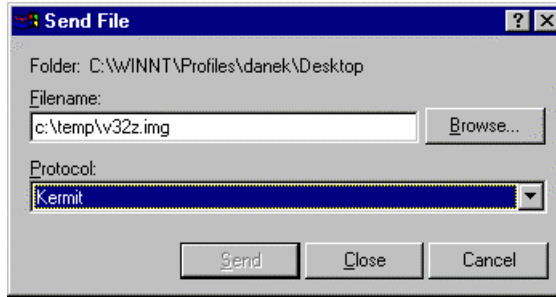 Send File
Folder: C:\WINNT\Profiles\danek\Desktop
Filename:
c:\temp\v32z.img
Browse...
Protocol:
Kermit
Send
Close
Cancel